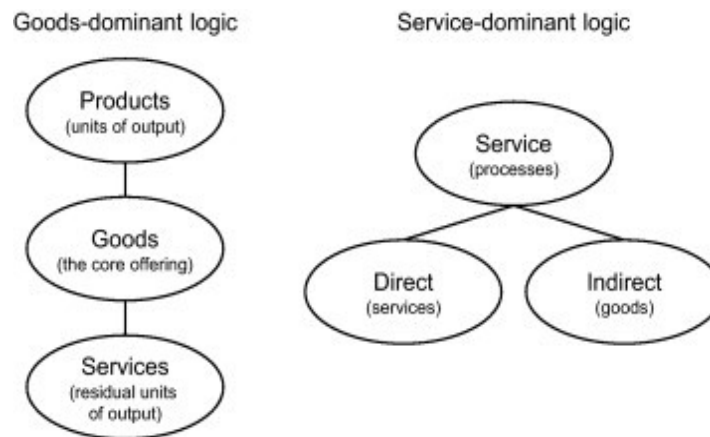 Goods-dominant logic
Products
(units of output)
Goods
(the core offering)
Services
(residual units
of output)
Service-dominant logic
Service
(processes)
Direct
(services)
Indirect
(goods)